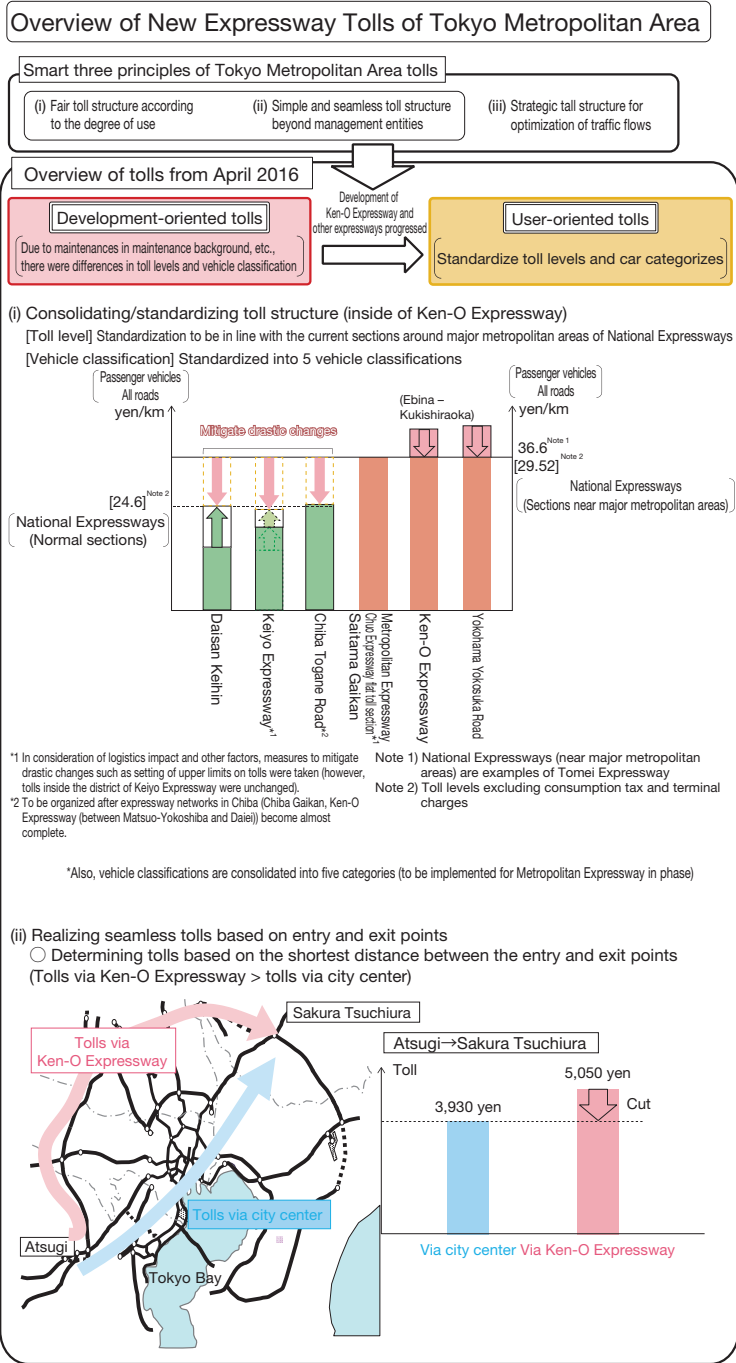 Overview of New Expressway Tolls of Tokyo Metropolitan Area
Smart three principles of Tokyo Metropolitan Area tolls
(i) Fair toll structure according
to the degree of use
(ii) Simple and seamless toll structure
beyond management entities
(iii) Strategic tall structure for
optimization of traffic flows
Overview of tolls from April 2016
Development-oriented tolls
Due to maintenances in maintenance background, etc.,
there were differences in toll levels and vehicle classification
Development of
Ken-O Expressway and
other expressways progressed
User-oriented tolls
Standardize toll levels and car categorizes
(i) Consolidating/standardizing toll structure (inside of Ken-O Expressway)
[Toll level] Standardization to be in line with the current sections around major metropolitan areas of National Expressways
[Vehicle classification] Standardized into 5 vehicle classifications
Passenger vehicles
All roads
yen/km
Passenger vehicles
All roads
yen/km
(Ebina –
Kukishiraoka)
Mitigate drastic changes
36.6 Note 1
[29.52] Note 2
National Expressways
(Sections near major metropolitan areas)
[24.6] Note 2
National Expressways
(Normal sections)
Daisan Keihin
Keiyo Expressway*1
Chiba Togane Road*2
Metropolitan Expressway
Chuo Expressway flat toll section*1
Saitama Gaikan
Ken-O Expressway
Yokohama Yokosuka Road
*1 In consideration of logistics impact and other factors, measures to mitigate
drastic changes such as setting of upper limits on tolls were taken (however,
tolls inside the district of Keiyo Expressway were unchanged).
*2 To be organized after expressway networks in Chiba (Chiba Gaikan, Ken-O
Expressway (between Matsuo-Yokoshiba and Daiei)) become almost
complete.
Note 1) National Expressways (near major metropolitan
areas) are examples of Tomei Expressway
Note 2) Toll levels excluding consumption tax and terminal
charges
*Also, vehicle classifications are consolidated into five categories (to be implemented for Metropolitan Expressway in phase)
(ii) Realizing seamless tolls based on entry and exit points
○ Determining tolls based on the shortest distance between the entry and exit points
(Tolls via Ken-O Expressway > tolls via city center)
Sakura Tsuchiura
Tolls via
Ken-O Expressway
Tolls via city center
Atsugi
Tokyo Bay
Atsugi→Sakura Tsuchiura
Toll
5,050 yen
3,930 yen
Cut
Via city center
Via Ken-O Expressway